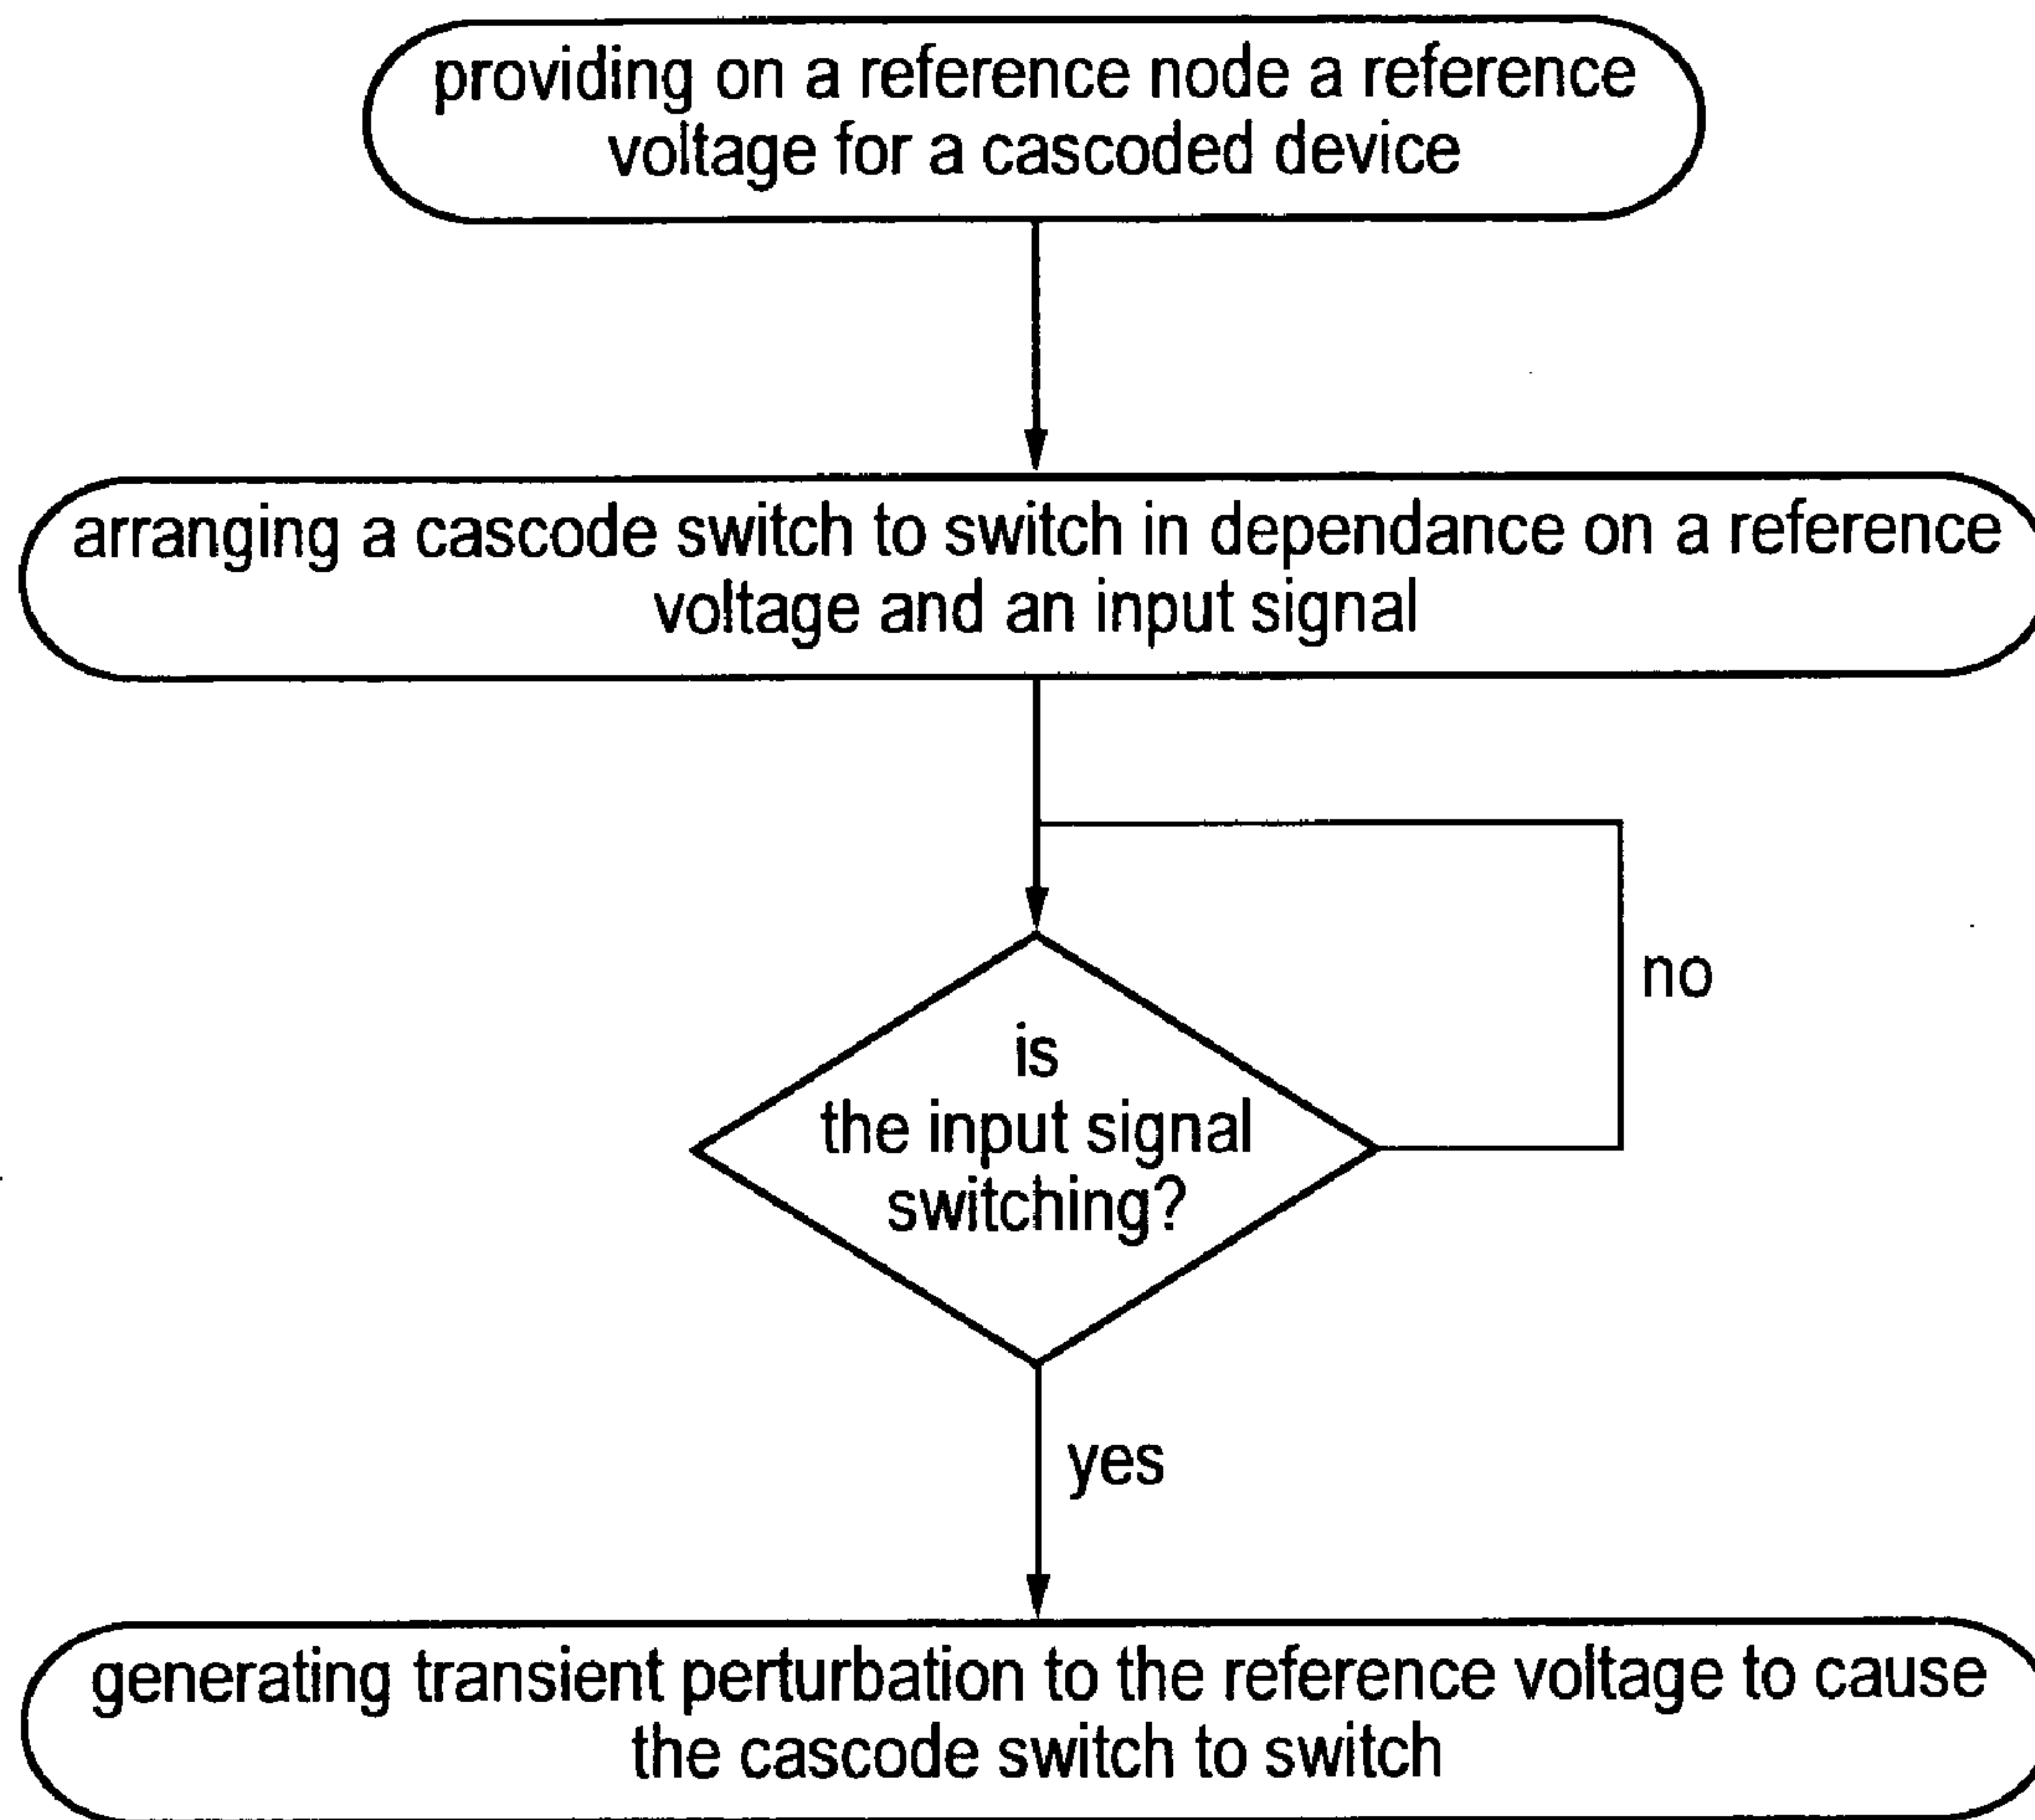 providing on a reference node a reference
voltage for a cascoded device
arranging a cascode switch to switch in dependance on a reference
voltage and an input signal
is
the input signal
switching?
no
yes
generating transient perturbation to the reference voltage to cause
the cascode switch to switch